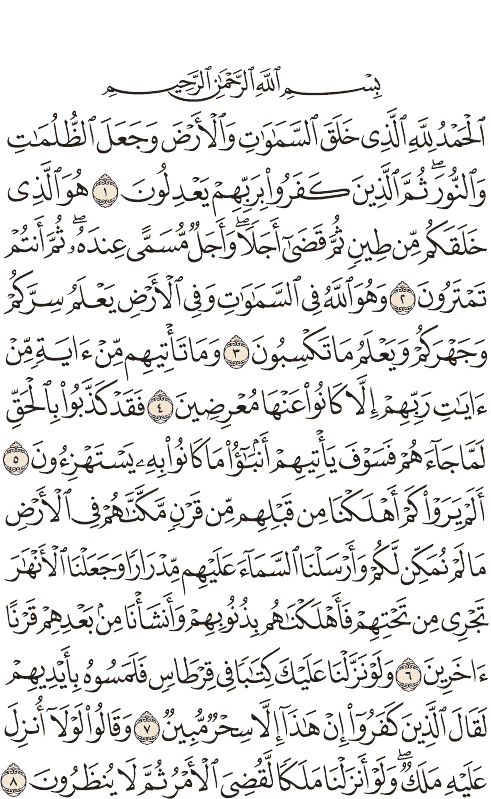 بِسْمِ ٱللَّهِ ٱلرَّحْمَٰنِ ٱلرَّحِيمِ
ٱلْحَمْدُ لِلَّهِ ٱلَّذِى خَلَقَ ٱلسَّمَٰوَٰتِ وَٱلْأَرْضَ وَجَعَلَ ٱلظُّلُمَٰتِ
وَٱلنُّورَۖ ثُمَّ ٱلَّذِينَ كَفَرُوا۟ بِرَبِّهِمْ يَعْدِلُونَ ١ هُوَ ٱلَّذِى
خَلَقَكُم مِّن طِينٍ ثُمَّ قَضَىٰٓ أَجَلًاۖ وَأَجَلٌ مُّسَمًّى عِندَهُۥۖ ثُمَّ أَنتُمْ
تَمْتَرُونَ ٢ وَهُوَ ٱللَّهُ فِى ٱلسَّمَٰوَٰتِ وَفِى ٱلْأَرْضِ يَعْلَمُ سِرَّكُمْ
وَجَهْرَكُمْ وَيَعْلَمُ مَا تَكْسِبُونَ ٣ وَمَا تَأْتِيهِم مِّنْ ءَايَةٍ مِّنْ
ءَايَٰتِ رَبِّهِمْ إِلَّا كَانُوا۟ عَنْهَا مُعْرِضِينَ ٤ فَقَدْ كَذَّبُوا۟ بِٱلْحَقِّ
لَمَّا جَآءَهُمْ فَسَوْفَ يَأْتِيهِمْ أَنۢبَٰٓؤُا۟ مَا كَانُوا۟ بِهِۦ يَسْتَهْزِءُونَ ٥
أَلَمْ يَرَوْا۟ كَمْ أَهْلَكْنَا مِن قَبْلِهِم مِّن قَرْنٍ مَّكَّنَّٰهُمْ فِى ٱلْأَرْضِ
مَا لَمْ نُمَكِّن لَّكُمْ وَأَرْسَلْنَا ٱلسَّمَآءَ عَلَيْهِم مِّدْرَارًا وَجَعَلْنَا ٱلْأَنْهَٰرَ
تَجْرِى مِن تَحْتِهِمْ فَأَهْلَكْنَٰهُم بِذُنُوبِهِمْ وَأَنشَأْنَا مِنۢ بَعْدِهِمْ قَرْنًا
ءَاخَرِينَ ٦ وَلَوْ نَزَّلْنَا عَلَيْكَ كِتَٰبًا فِى قِرْطَاسٍ فَلَمَسُوهُ بِأَيْدِيهِمْ
لَقَالَ ٱلَّذِينَ كَفَرُوٓا۟ إِنْ هَٰذَآ إِلَّا سِحْرٌ مُّبِينٌ ٧ وَقَالُوا۟ لَوْلَآ أُنزِلَ
عَلَيْهِ مَلَكٌۖ وَلَوْ أَنزَلْنَا مَلَكًا لَّقُضِىَ ٱلْأَمْرُ ثُمَّ لَا يُنظَرُونَ ٨